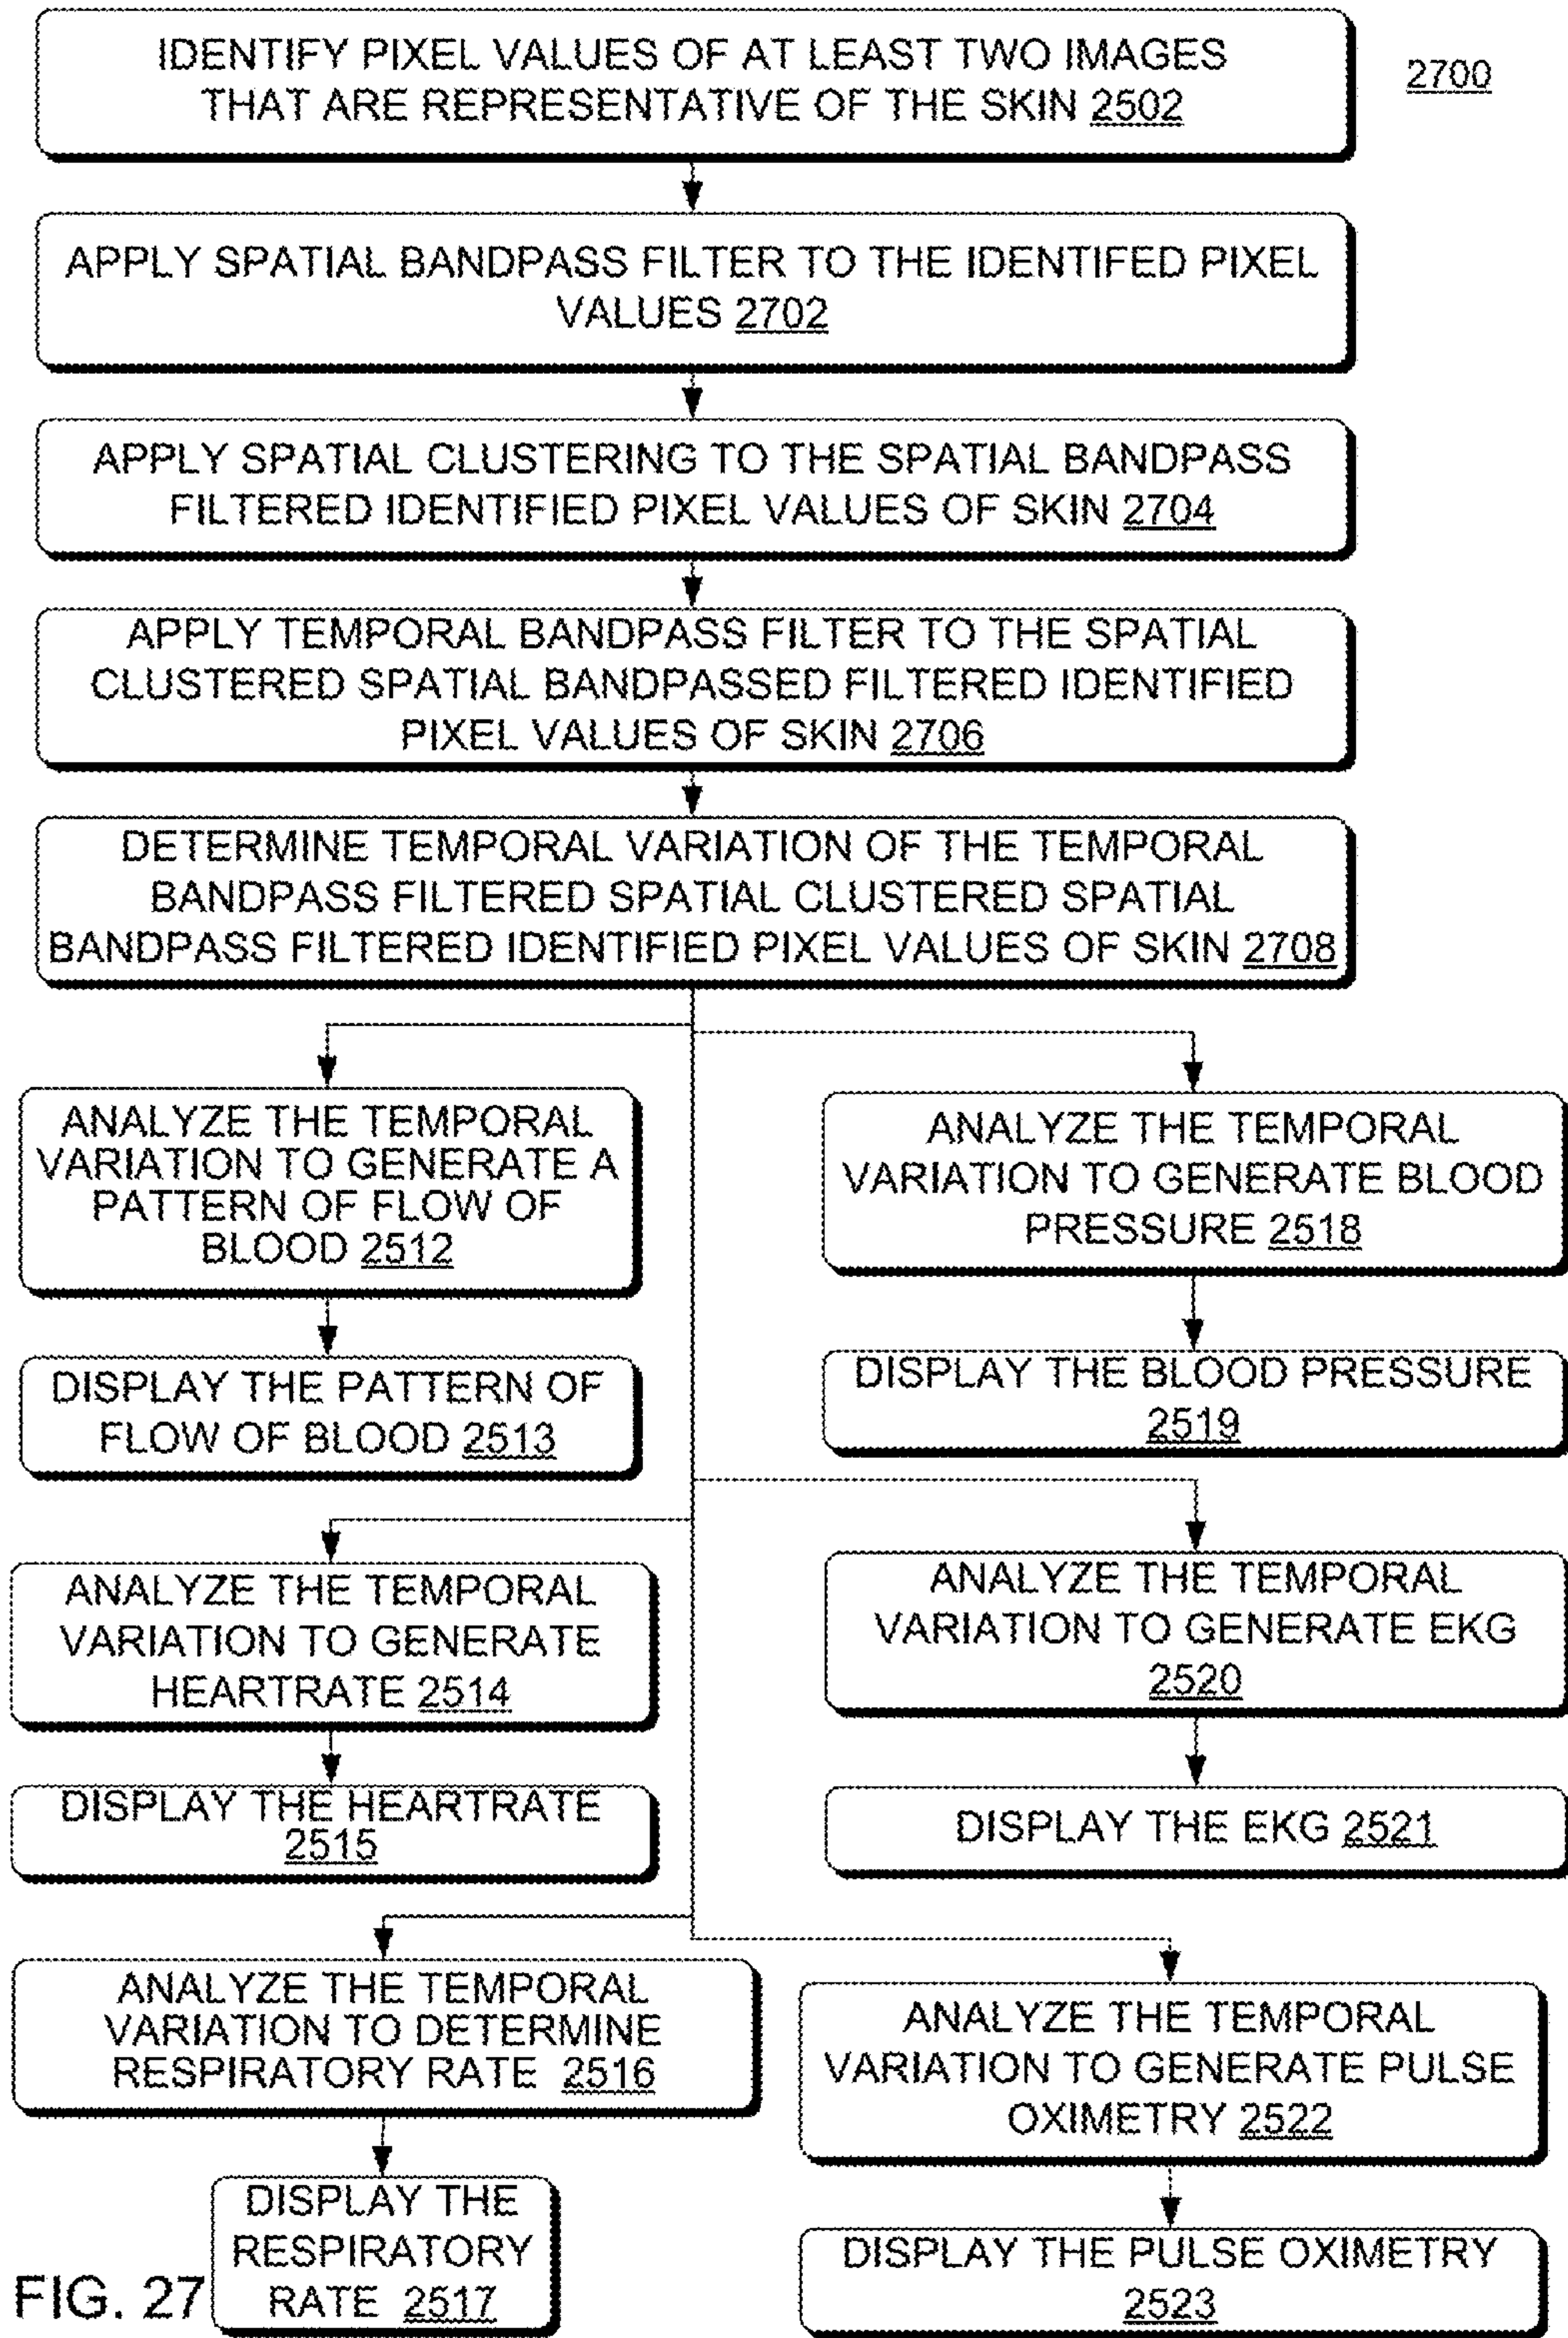 IDENTIFY PIXEL VALUES OF AT LEAST TWO IMAGES
THAT ARE REPRESENTATIVE OF THE SKIN 2502
2700
APPLY SPATIAL BANDPASS FILTER TO THE IDENTIFED PIXEL
VALUES 2702
APPLY SPATIAL CLUSTERING TO THE SPATIAL BANDPASS
FILTERED IDENTIFIED PIXEL VALUES OF SKIN 2704
APPLY TEMPORAL BANDPASS FILTER TO THE SPATIAL
CLUSTERED SPATIAL BANDPASSED FILTERED IDENTIFIED
PIXEL VALUES OF SKIN 2706
DETERMINE TEMPORAL VARIATION OF THE TEMPORAL
BANDPASS FILTERED SPATIAL CLUSTERED SPATIAL
BANDPASS FILTERED IDENTIFIED PIXEL VALUES OF SKIN 2708
ANALYZE THE TEMPORAL
VARIATION TO GENERATE A
PATTERN OF FLOW OF
BLOOD 2512
ANALYZE THE TEMPORAL
VARIATION TO GENERATE BLOOD
PRESSURE 2518
DISPLAY THE PATTERN OF
FLOW OF BLOOD 2513
DISPLAY THE BLOOD PRESSURE
2519
ANALYZE THE TEMPORAL
VARIATION TO GENERATE
HEARTRATE 2514
ANALYZE THE TEMPORAL
VARIATION TO GENERATE EKG
2520
DISPLAY THE HEARTRATE
2515
DISPLAY THE EKG 2521
ANALYZE THE TEMPORAL
VARIATION TO DETERMINE
RESPIRATORY RATE 2516
ANALYZE THE TEMPORAL
VARIATION TO GENERATE PULSE
OXIMETRY 2522
DISPLAY THE
RESPIRATORY
RATE 2517
DISPLAY THE PULSE OXIMETRY
2523
FIG. 27